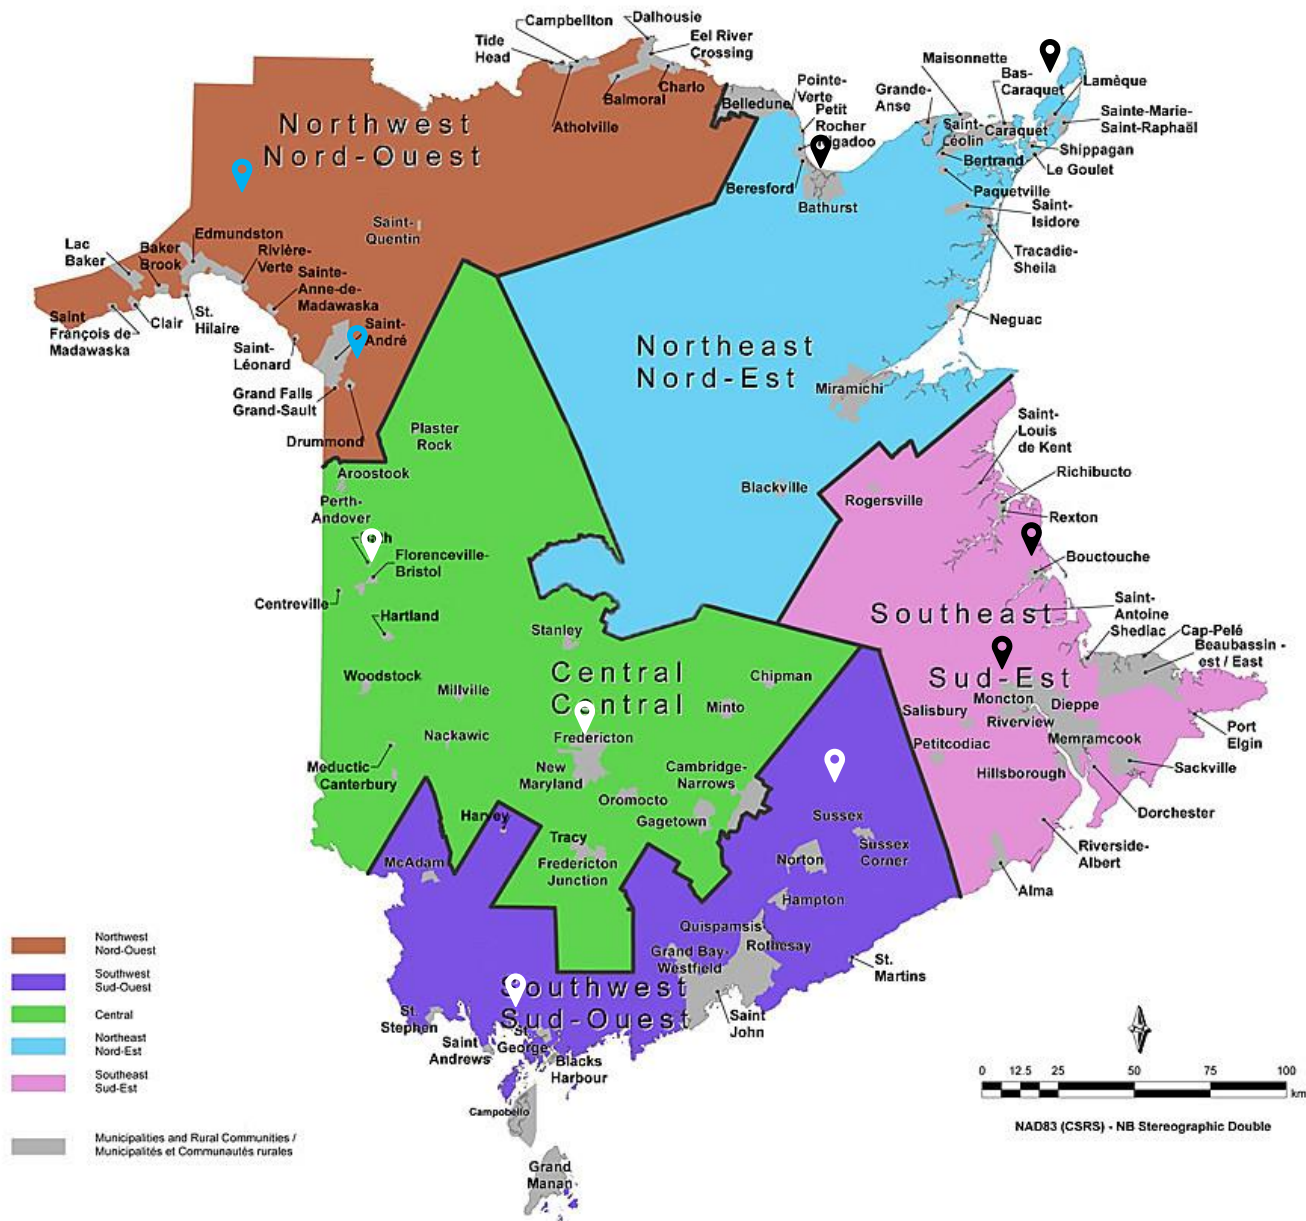 Northwest
Nord-Ouest
Northeast
Nord-Est
Central
Central
Southeast
Sud-Est
Southwest
Sud-Ouest
Campbellton
Dalhousie
Tide
Head
Eel River
Crossing
Balmoral
Charlo
Atholville
Belledune
Pointe-
Verte
Petit
Rocher
Beresford
Bathurst
Maisonnette
Grande-
Anse
Bas-
Caraquet
Lamèque
Sainte-Marie-
Saint-Raphaël
Saint-
Léolin
Caraquet
Shippagan
Le Goulet
Bertrand
Paquetville
Saint-
Isidore
Tracadie-
Sheila
Neguac
Miramichi
Blackville
Saint-
Quentin
Lac
Baker
Baker
Brook
Edmundston
Rivière-
Verte
Sainte-
Anne-de-
Madawaska
Saint
François de
Madawaska
Clair
St.
Hilaire
Saint-
Léonard
Saint-
André
Grand Falls
Grand-Sault
Drummond
Plaster
Rock
Aroostook
Perth-
Andover
Florenceville-
Bristol
Centreville
Hartland
Woodstock
Millville
Nackawic
Meductic
Canterbury
Stanley
Fredericton
New
Maryland
Oromocto
Chipman
Minto
Cambridge-
Narrows
Gagetown
Harvey
Tracy
Fredericton
Junction
Rogersville
Saint-
Louis
de Kent
Richibucto
Rexton
Bouctouche
Saint-
Antoine
Shediac
Cap-Pelé
Beaubassin -
est / East
Moncton
Dieppe
Salisbury
Riverview
Petitcodiac
Memramcook
Hillsborough
Port
Elgin
Sackville
Dorchester
Riverside-
Albert
Alma
McAdam
Sussex
Sussex
Corner
Norton
Hampton
Quispamsis
Rothesay
Grand Bay-
Westfield
St.
Martins
Saint
John
St.
Stephen
Saint
Andrews
St.
George
Blacks
Harbour
Campobello
Grand
Manan
Northwest
Nord-Ouest
Southwest
Sud-Ouest
Central
Northeast
Nord-Est
Southeast
Sud-Est
Municipalities and Rural Communities /
Municipalités et Communautés rurales
0 12.5 25 50 75 100
km
NAD83 (CSRS) - NB Stereographic Double